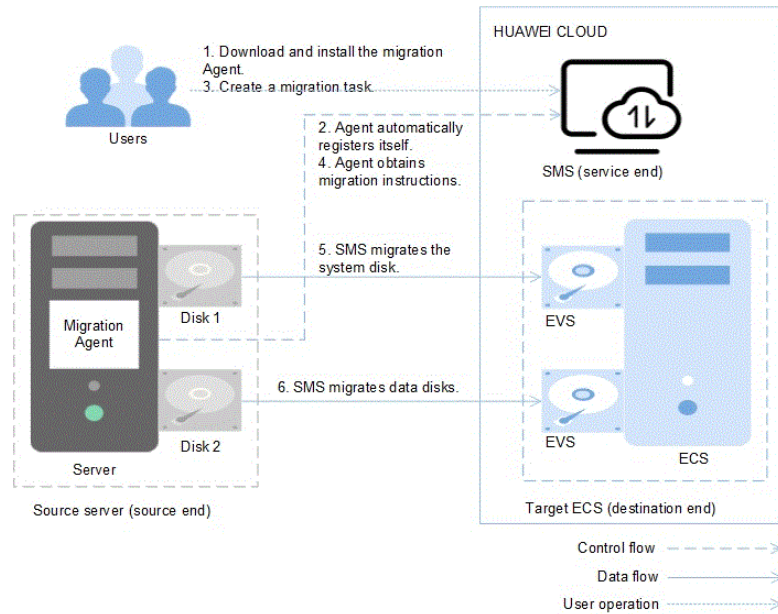 HUAWEI CLOUD
1. Download and install the migration
Agent.
3. Create a migration task.
Users
2. Agent automatically
registers itself.
4. Agent obtains
migration instructions.
SMS (service end)
5. SMS migrates the
system disk.
Migration
Agent
Disk 1
EVS
6. SMS migrates data disks.
Disk 2
EVS
Server
ECS
Source server (source end)
Target ECS (destination end)
Control flow
Data flow
User operation